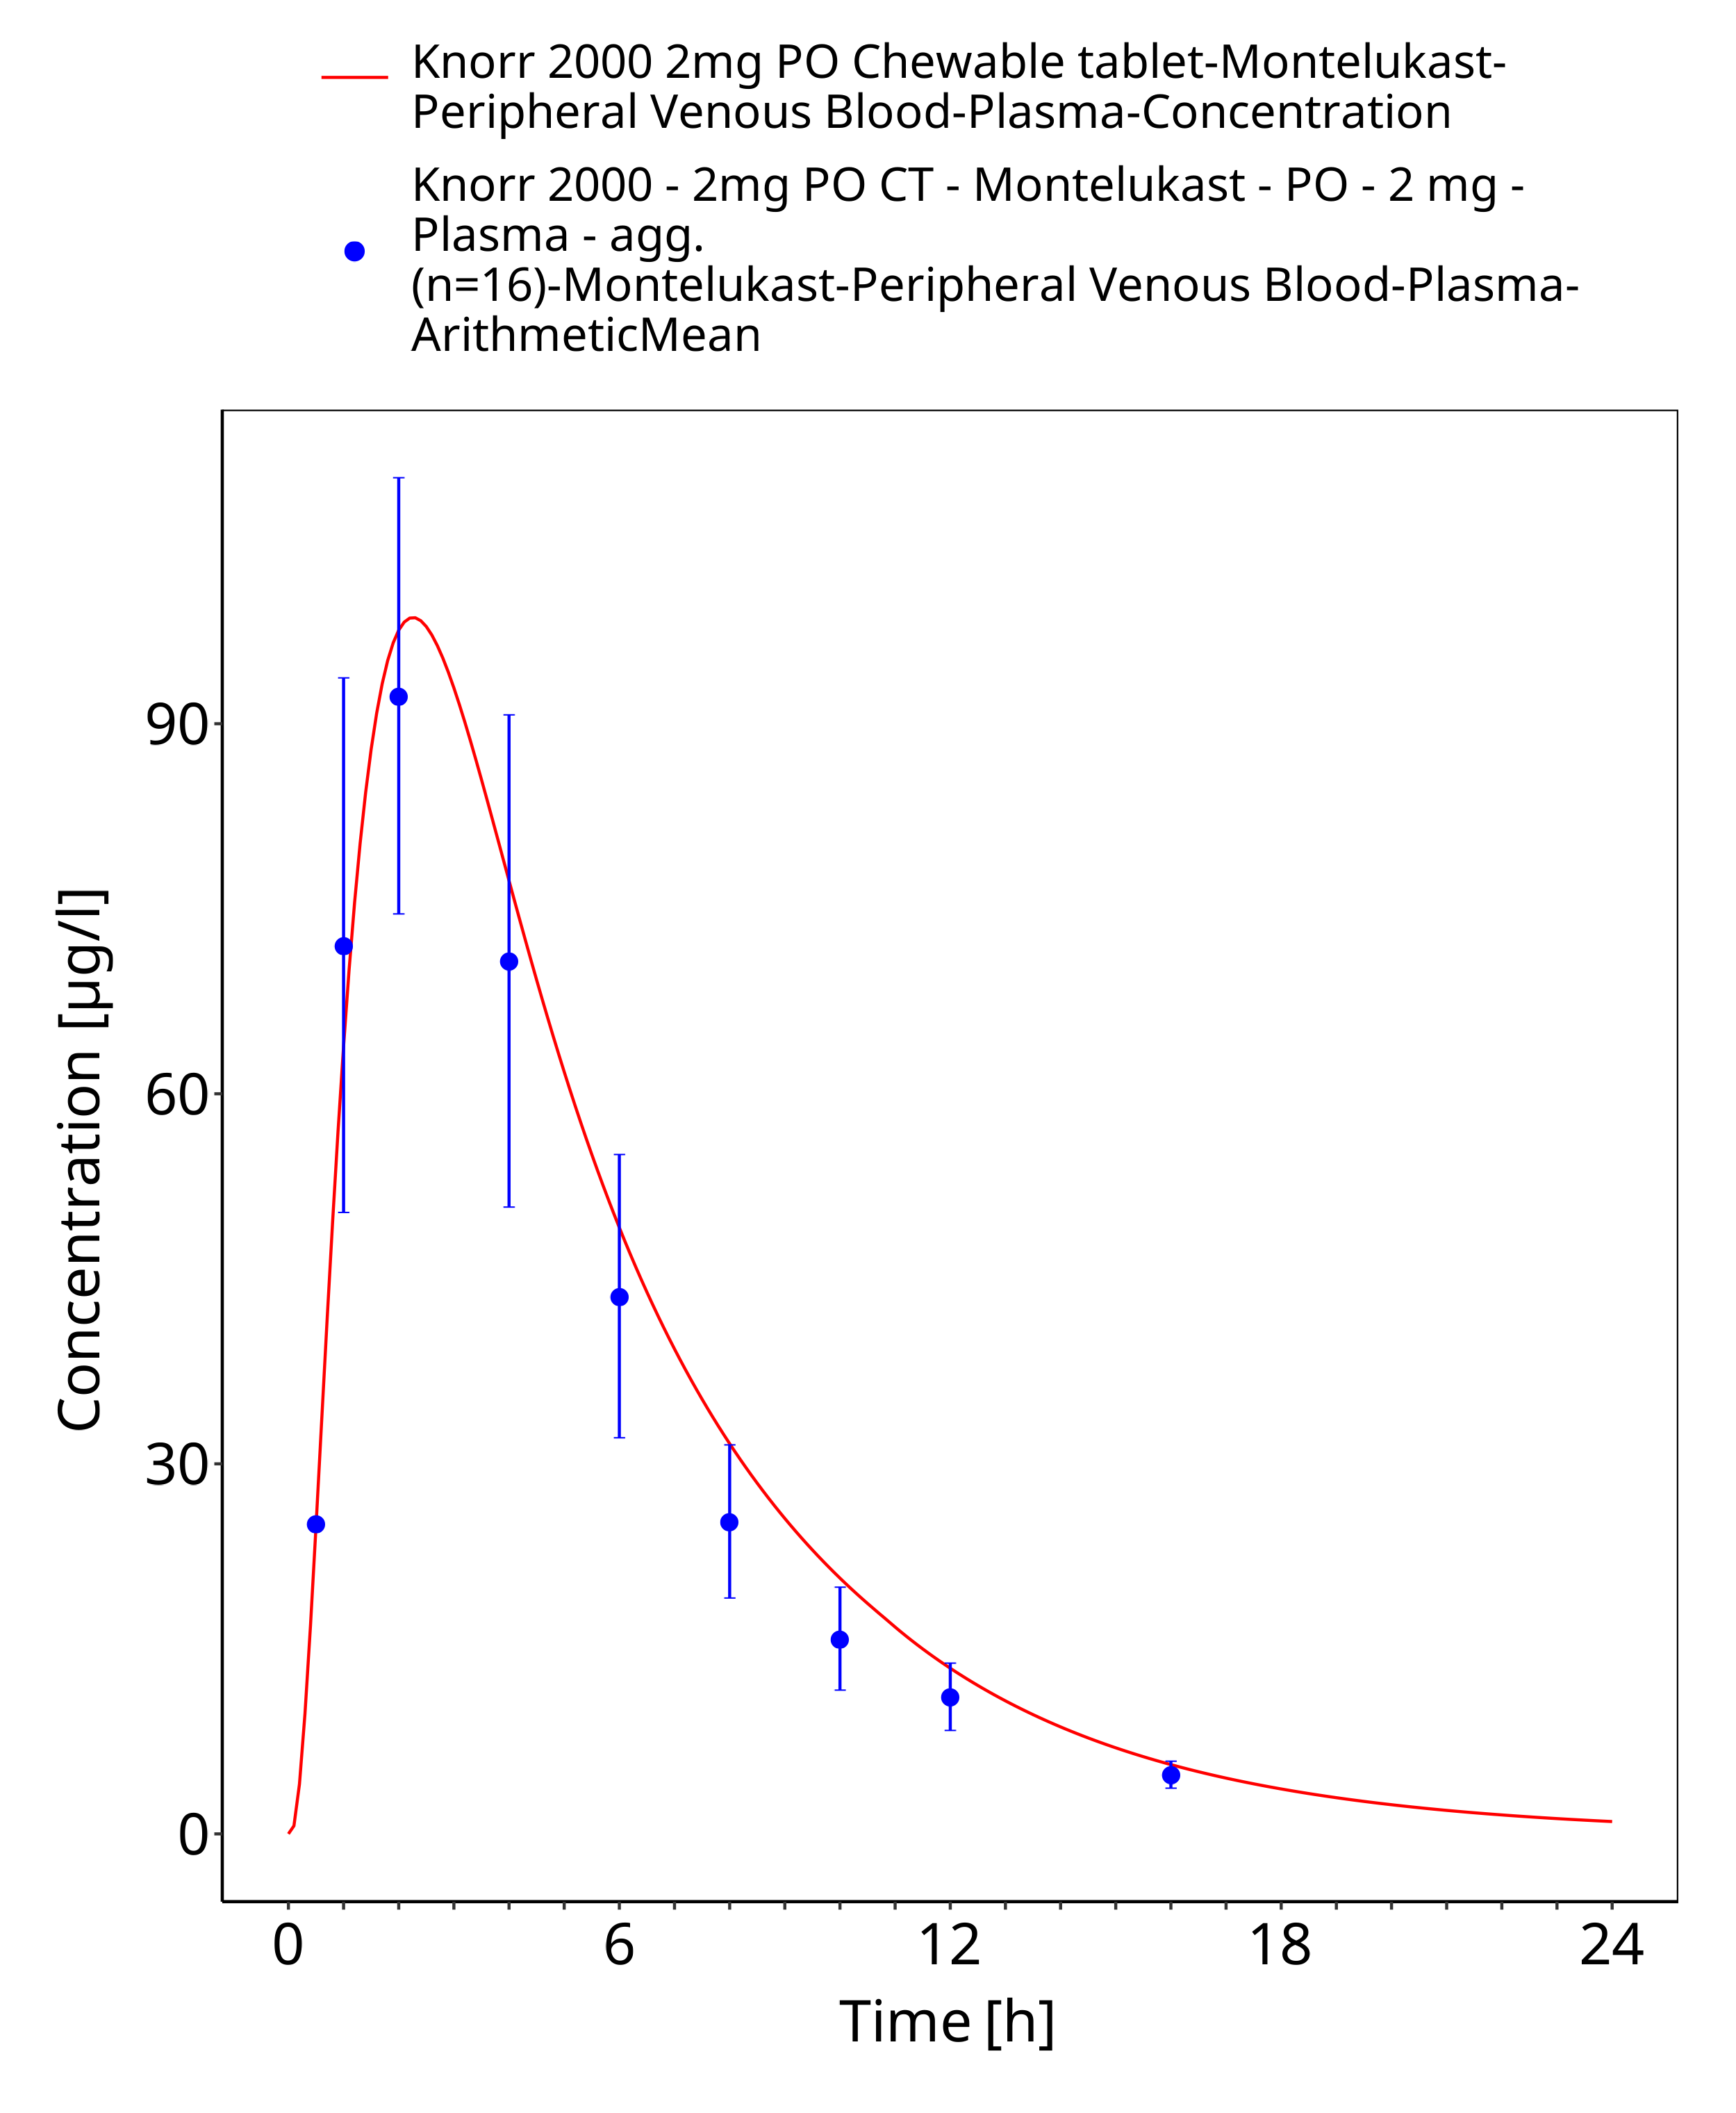 Knorr 2000 2mg PO Chewable tablet-Montelukast-
Peripheral Venous Blood-Plasma-Concentration
Knorr 2000 - 2mg PO CT - Montelukast - PO - 2 mg -
Plasma - agg.
(n=16)-Montelukast-Peripheral Venous Blood-Plasma-
ArithmeticMean
Concentration [µg/l]
90
60
30
0
0 6 12 18 24
Time [h]